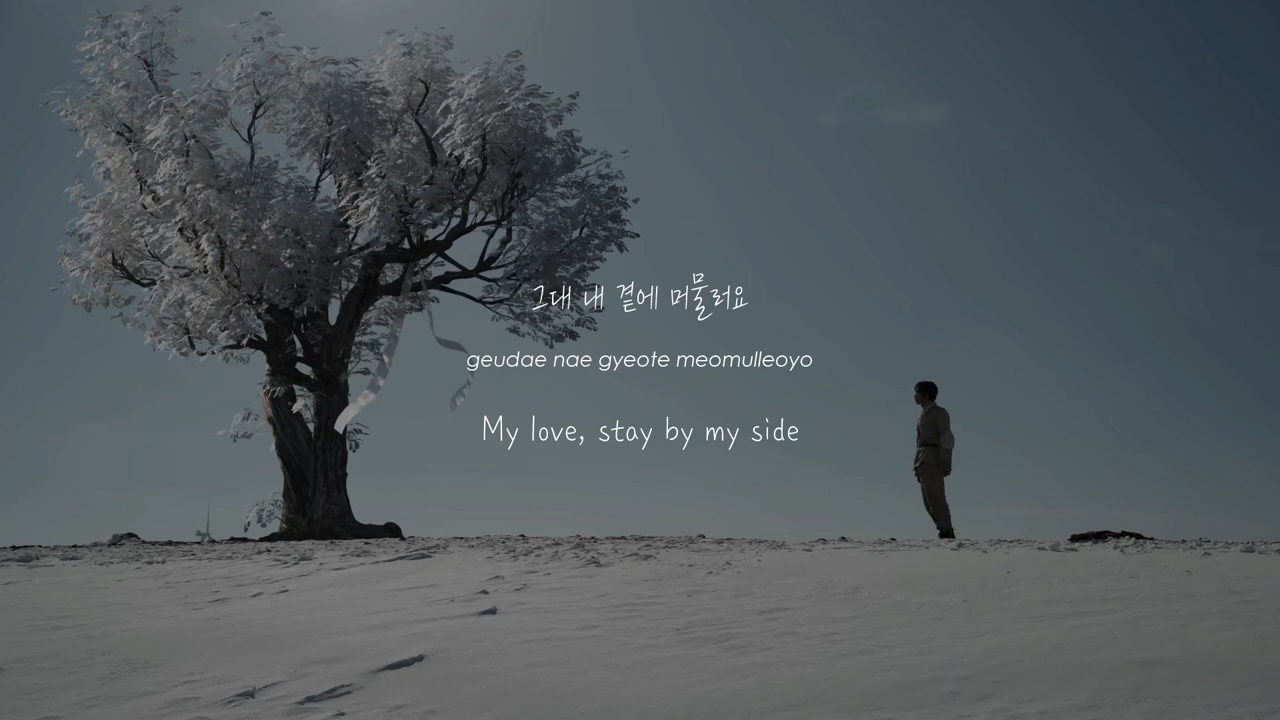 그대 내 곁에 머물러요
geudae nae gyeote meomulleoyo
My love, stay by my side